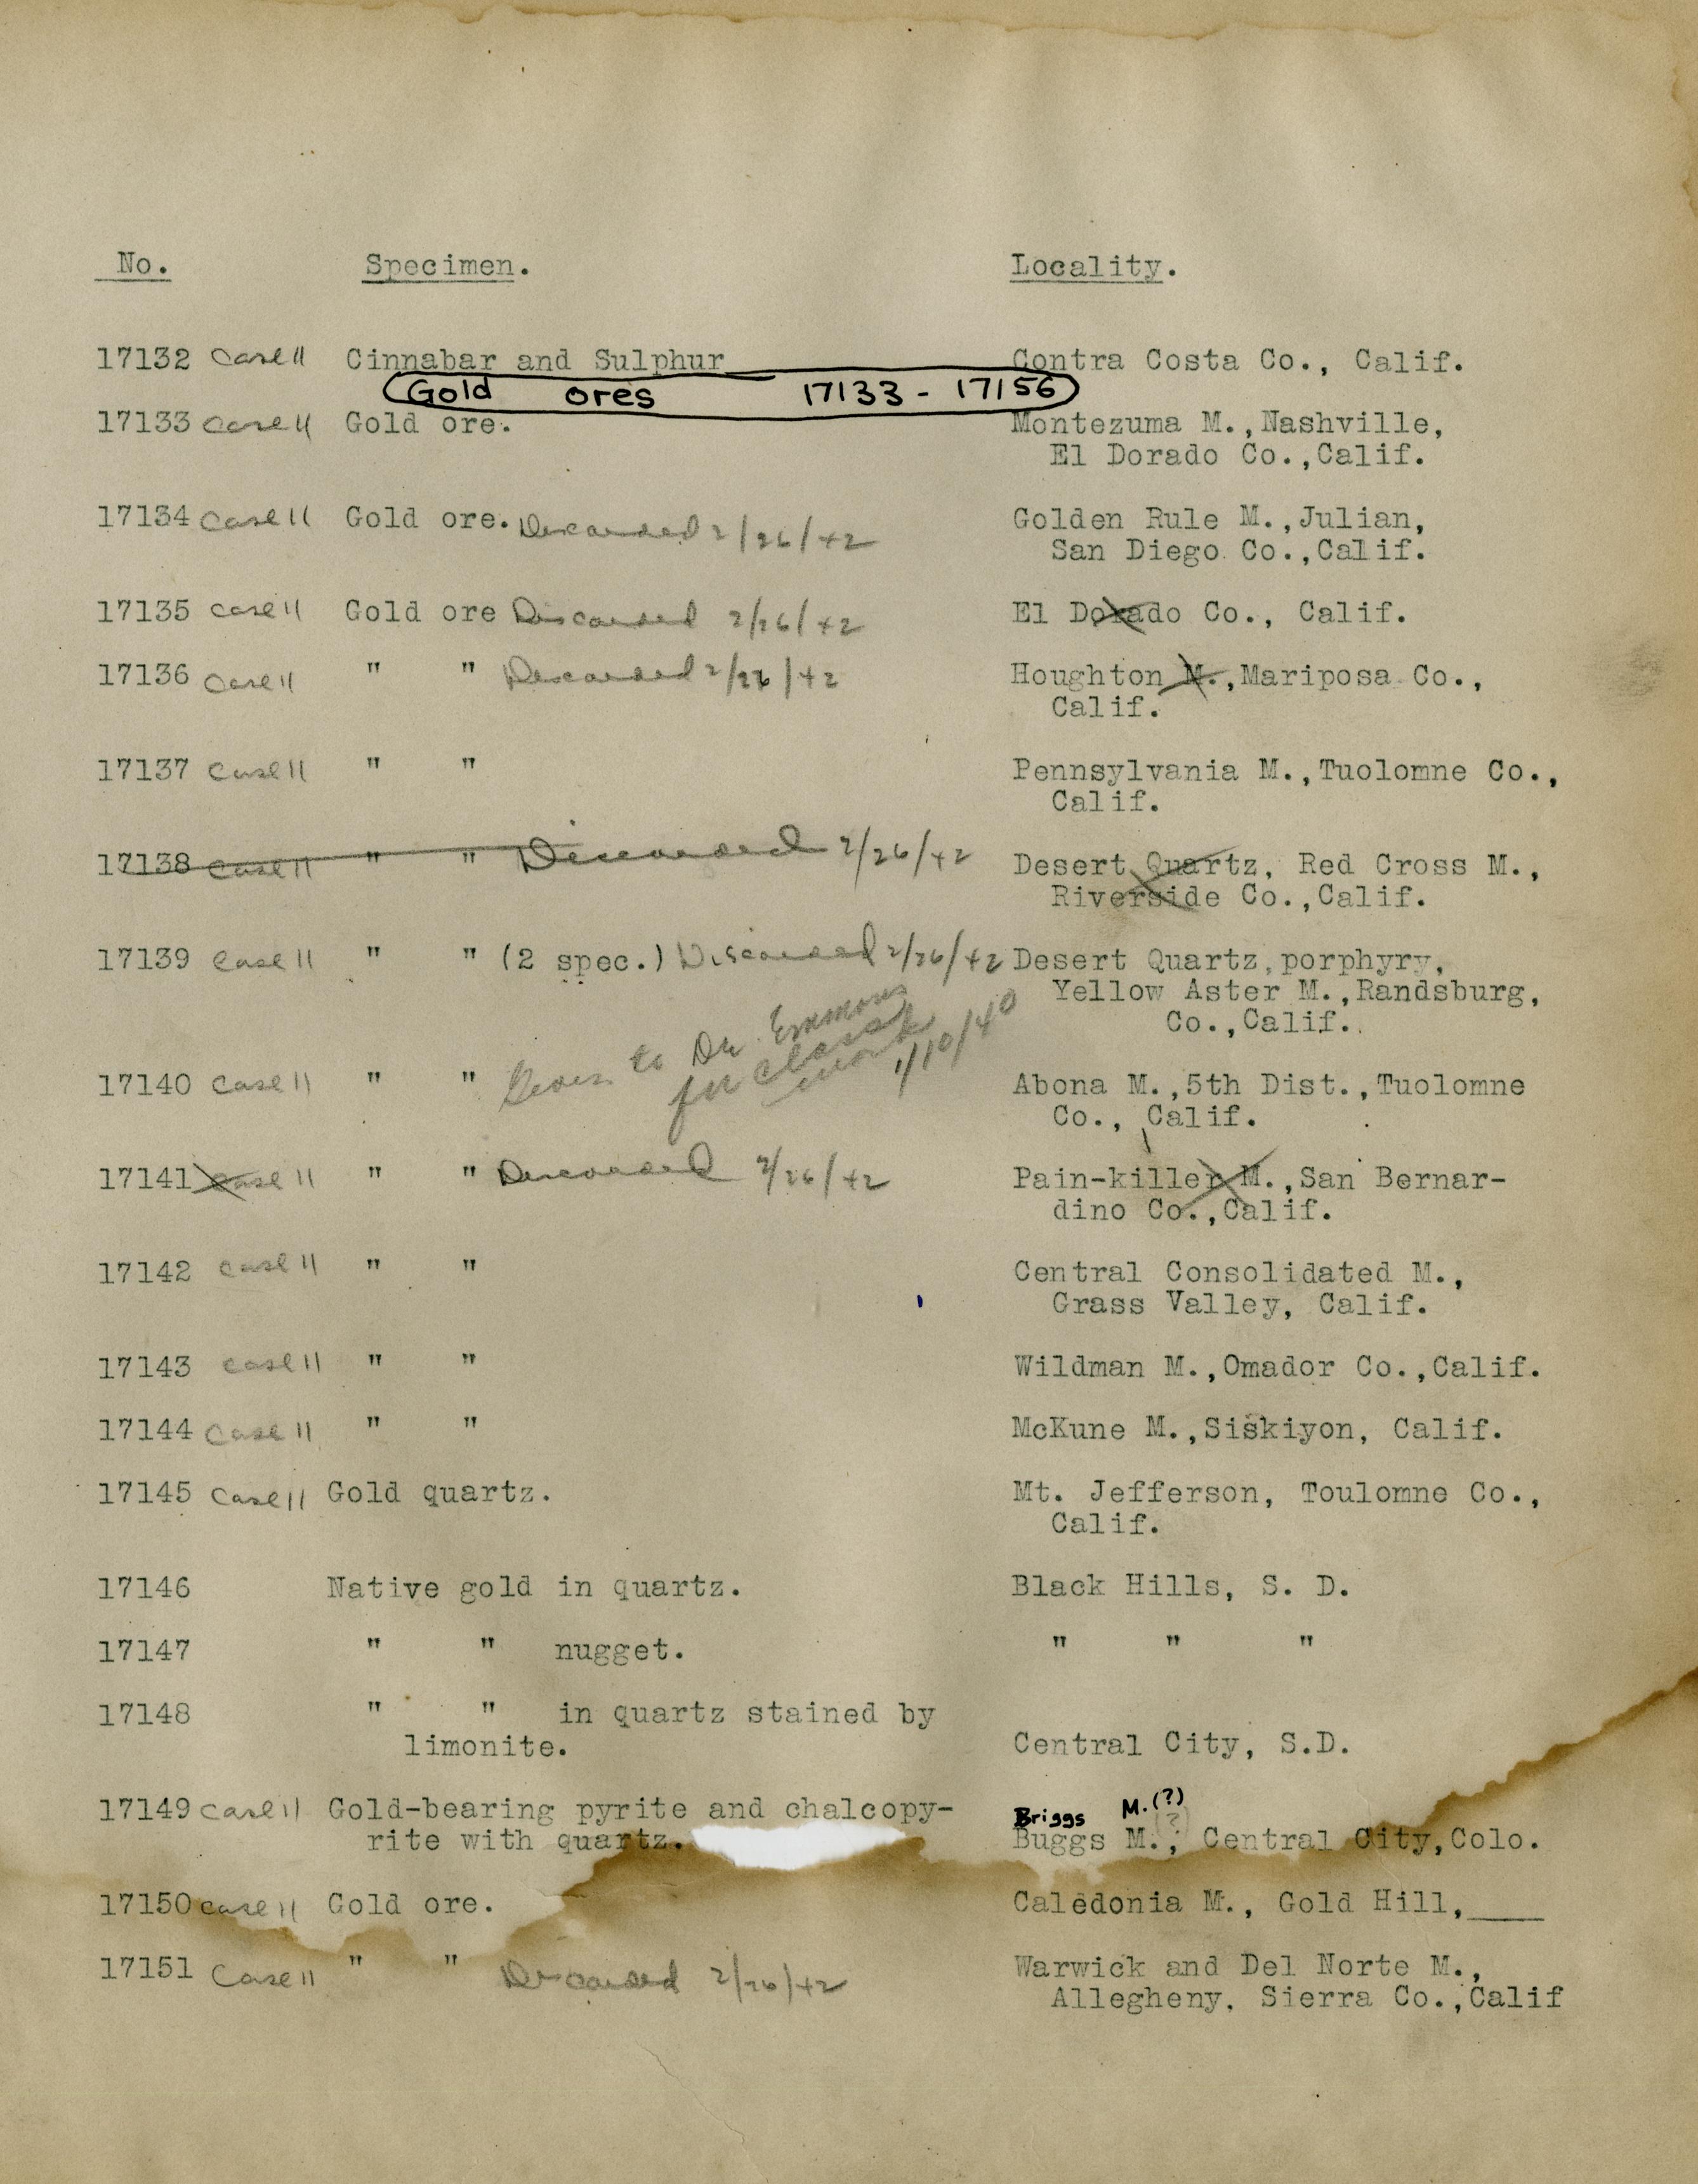 No. Specimen. Locality.
17132 case 11 Cinnabar and Sulphur Contra Costa Co., Calif.
Gold ores 17133 - 17156
17133 case 11 Gold ore. Montezuma M.,Nashville,
El Dorado Co.,Calif.
17134 case 11 Gold ore. Discarded 2/26/42 Golden Rule M.,Julian,
San Diego Co.,Calif.
17135 case 11 Gold ore Discarded 2/26/42 El Dorado Co., Calif.
17136 case 11 " " Discarded 2/26/42 Houghton M.,Mariposa Co.,
Calif.
17137 case 11 " " Pennsylvania M.,Tuolomne Co.,
Calif.
17138 case 11 " " Discarded 2/26/42 Desert Quartz, Red Cross M.,
Riverside Co.,Calif.
17139 case 11 " " (2 spec.) Discarded 2/26/42 Desert Quartz,porphyry,
Yellow Aster M.,Randsburg,
Co.,Calif.
Given to Dr. Emmons
for class
work
1/10/40
17140 case 11 " " Abona M.,5th Dist.,Tuolomne
Co., Calif.
17141 case 11 " " Discarded 2/26/42 Pain-killer M.,San Bernar-
dino Co.,Calif.
17142 case 11 " " Central Consolidated M.,
Grass Valley, Calif.
17143 case 11 " " Wildman M.,Omador Co.,Calif.
17144 case 11 " " McKune M.,Siskiyon, Calif.
17145 case 11 Gold quartz. Mt. Jefferson, Toulomne Co.,
Calif.
17146 Native gold in quartz. Black Hills, S. D.
17147 " " nugget. " " "
17148 " " in quartz stained by
limonite. Central City, S.D.
17149 case 11 Gold-bearing pyrite and chalcopy-
Briggs M.(?)
(?)
rite with quartz. Buggs M., Central City,Colo.
17150 case 11 Gold ore. Caledonia M., Gold Hill,____
17151 case 11 " " Discarded 2/26/42 Warwick and Del Norte M.,
Allegheny, Sierra Co.,Calif